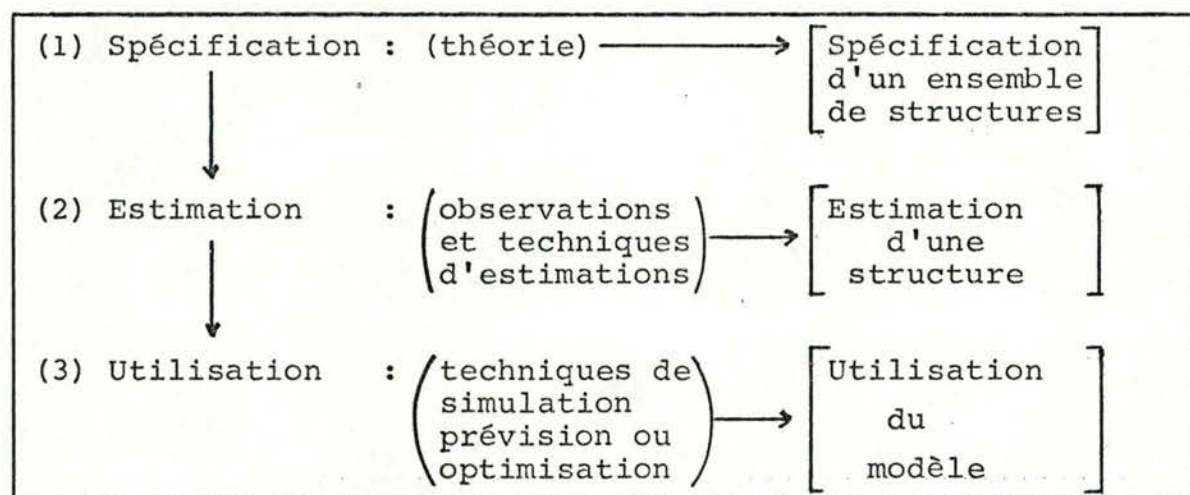 (1) Spécification : (théorie) [Spécification
d'un ensemble
de structures]
(2) Estimation : (observations
et techniques
d'estimations)
[Estimation
d'une
structure]
(3) Utilisation : (techniques de
simulation
prévision ou
optimisation)
[Utilisation
du
modèle]